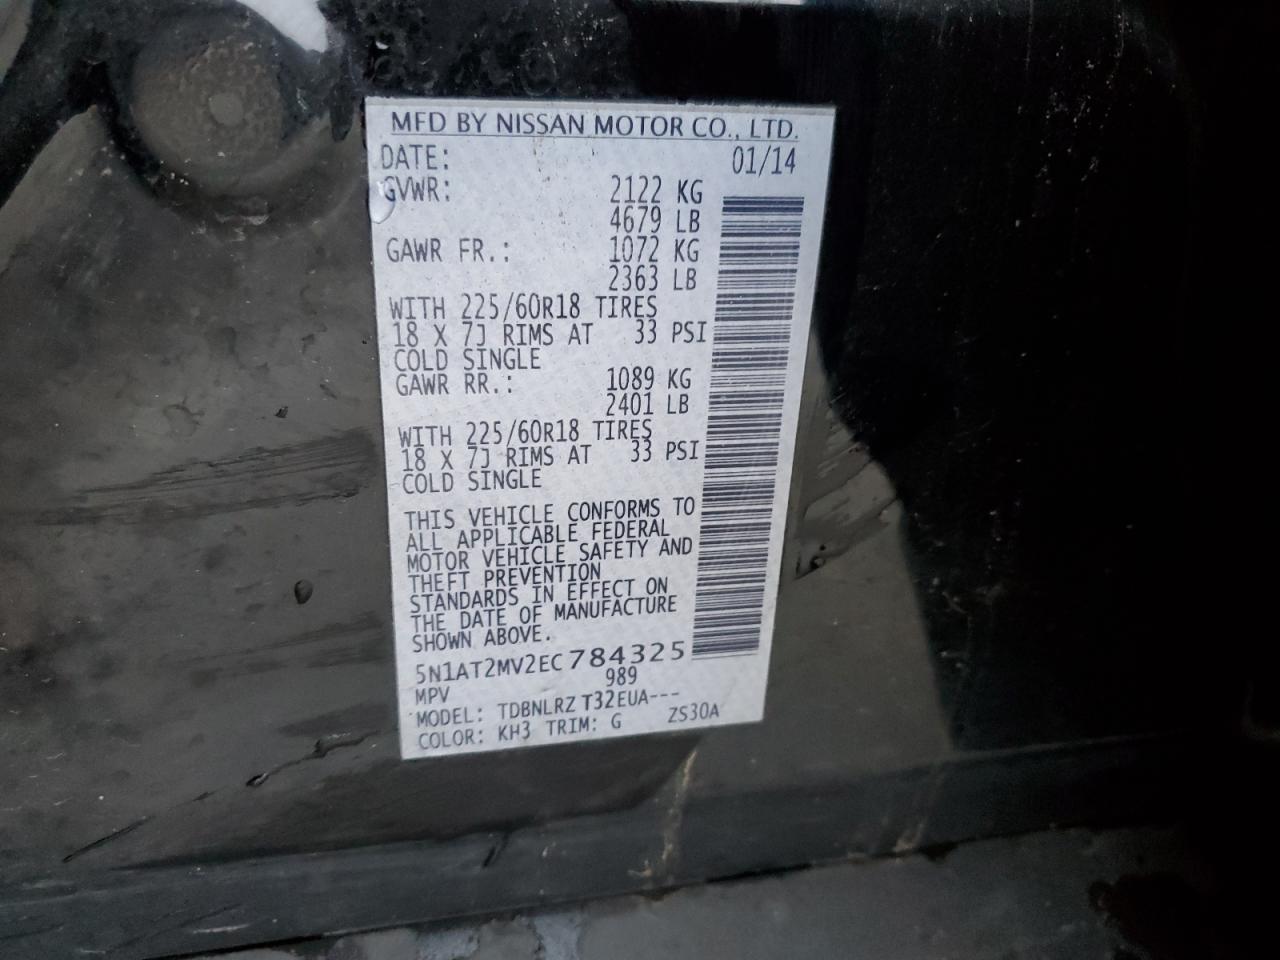 MFD BY NISSAN MOTOR CO., LTD.
DATE: 01/14
GVWR: 2122 KG
4679 LB
GAWR FR.: 1072 KG
2363 LB
WITH 225/60R18 TIRES
18 X 7J RIMS AT 33 PSI
COLD SINGLE
GAWR RR.: 1089 KG
2401 LB
WITH 225/60R18 TIRES
18 X 7J RIMS AT 33 PSI
COLD SINGLE
THIS VEHICLE CONFORMS TO
ALL APPLICABLE FEDERAL
MOTOR VEHICLE SAFETY AND
THEFT PREVENTION
STANDARDS IN EFFECT ON
THE DATE OF MANUFACTURE
SHOWN ABOVE.
5N1AT2MV2EC784325
MPV 989
MODEL: TDBNLRZ T32EUA---
COLOR: KH3 TRIM: G ZS30A